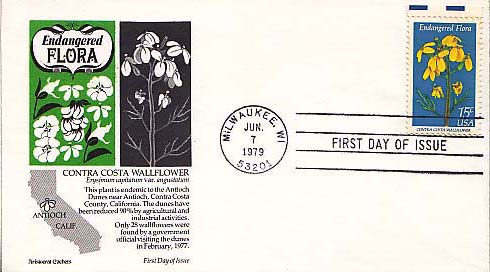 Endangered
FLORA
CONTRA COSTA WALLFLOWER
Erysimum capitatum var. angustatum
This plant is endemic to the Antioch
Dunes near Antioch, Contra Costa
County, California. The dunes have
been reduced 90% by agricultural and
industrial activities.
Only 28 wallflowers were
found by a government
official visiting the dunes
in February, 1977.
ANTIOCH
CALIF.
Aristocrat Cachets
First Day of Issue
MILWAUKEE, WI
JUN.
7
1979
53201
FIRST DAY OF ISSUE
Endangered Flora
15c
USA
CONTRA COSTA WALLFLOWER